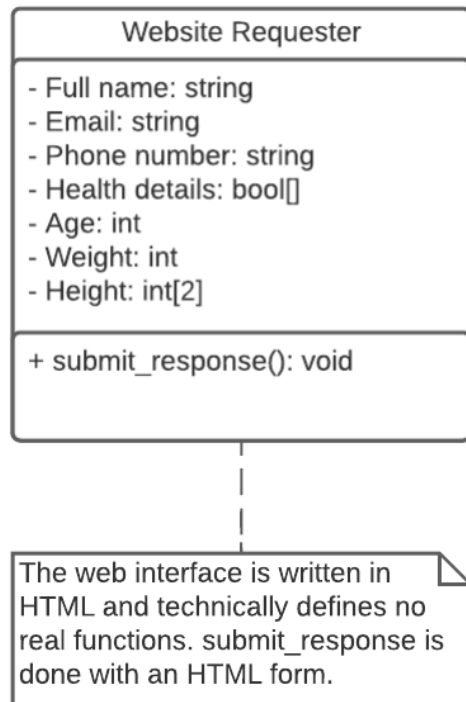 Website Requester
- Full name: string
- Email: string
- Phone number: string
- Health details: bool[]
- Age: int
- Weight: int
- Height: int[2]
+ submit_response(): void
The web interface is written in
HTML and technically defines no
real functions. submit_response is
done with an HTML form.